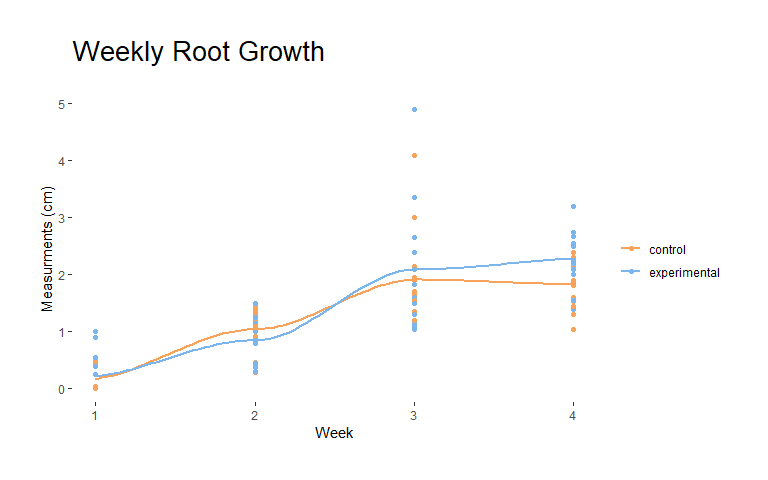 Weekly Root Growth
5
4
3
2
1
0
Measurments (cm)
1 2 3 4
Week
control
experimental